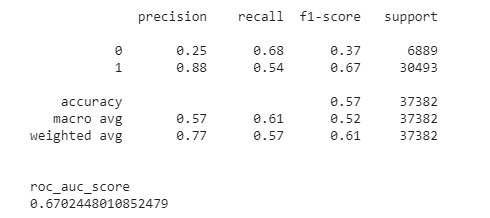 precision recall f1-score support
0 0.25 0.68 0.37 6889
1 0.88 0.54 0.67 30493
accuracy 0.57 37382
macro avg 0.57 0.61 0.52 37382
weighted avg 0.77 0.57 0.61 37382
roc_auc_score
0.6702448010852479